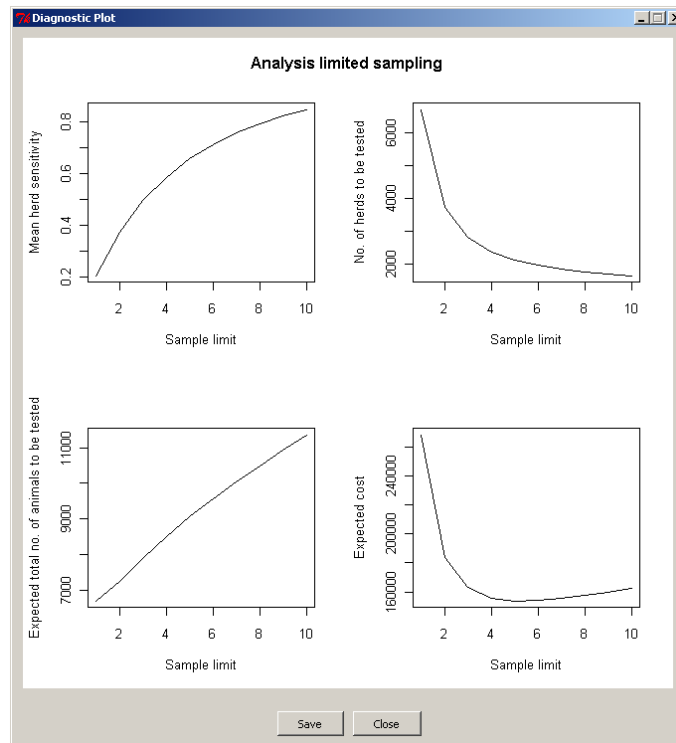 Diagnostic Plot
Analysis limited sampling
Mean herd sensitivity
0.2 0.4 0.6 0.8
2 4 6 8 10
Sample limit
No. of herds to be tested
2000 4000 6000
2 4 6 8 10
Sample limit
Expected total no. of animals to be tested
7000 9000 11000
2 4 6 8 10
Sample limit
Expected cost
160000 200000 240000
2 4 6 8 10
Sample limit
Save
Close